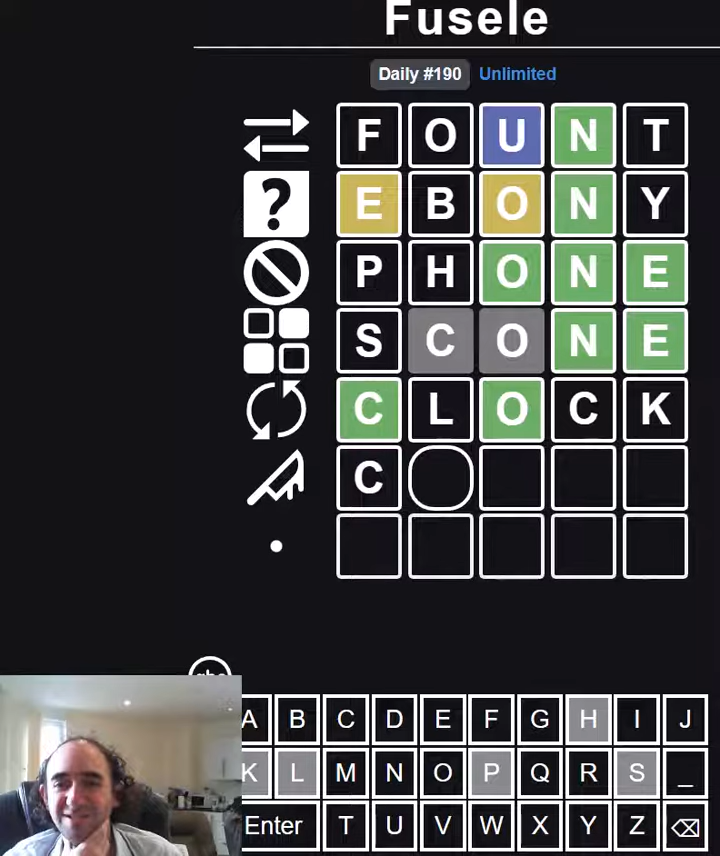 Fusele
Daily #190 Unlimited
F O U N T
? E B O N Y
P H O N E
S C O N E
C L O C K
C
A B C D E F G H I J
K L M N O P Q R S _
Enter T U V W X Y Z